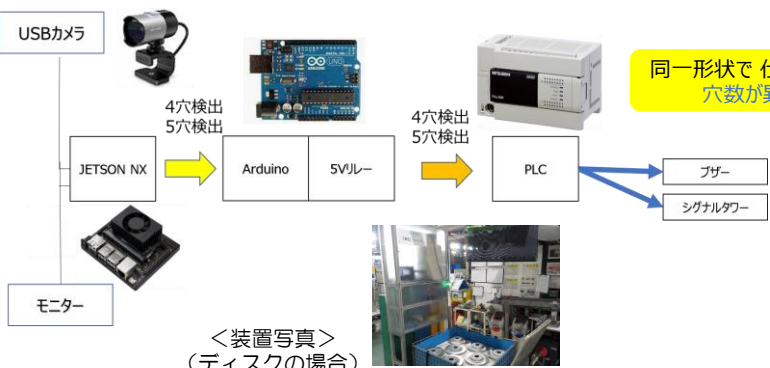 USBカメラ
UNO
MITSUBISHI
同一形状で
穴数が
4穴検出
5穴検出
4穴検出
5穴検出
JETSON NX
Arduino
5Vリレー
PLC
ブザー
シグナルタワー
モニター
＜装置写真＞
（ディスクの場合）